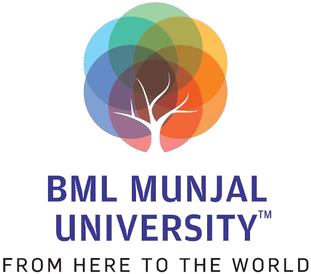 BML MUNJAL
UNIVERSITY™
FROM HERE TO THE WORLD